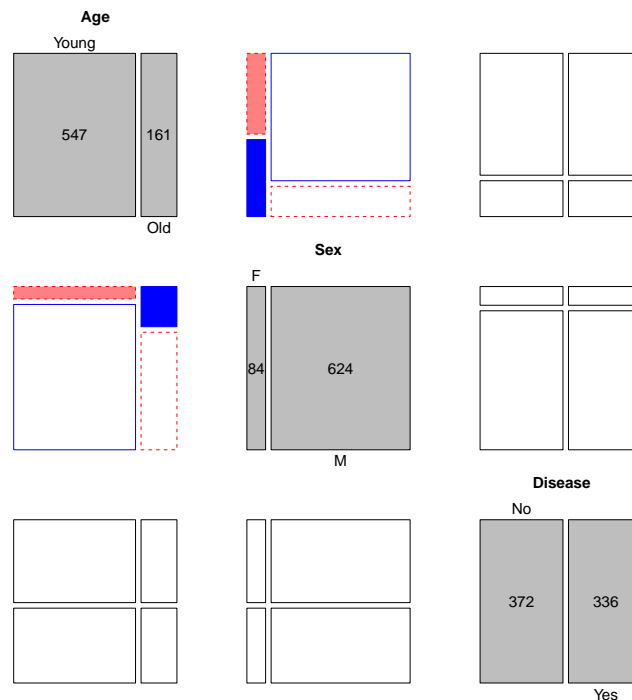 Age
Young
547
161
Old
Sex
F
84
624
M
Disease
No
372
336
Yes